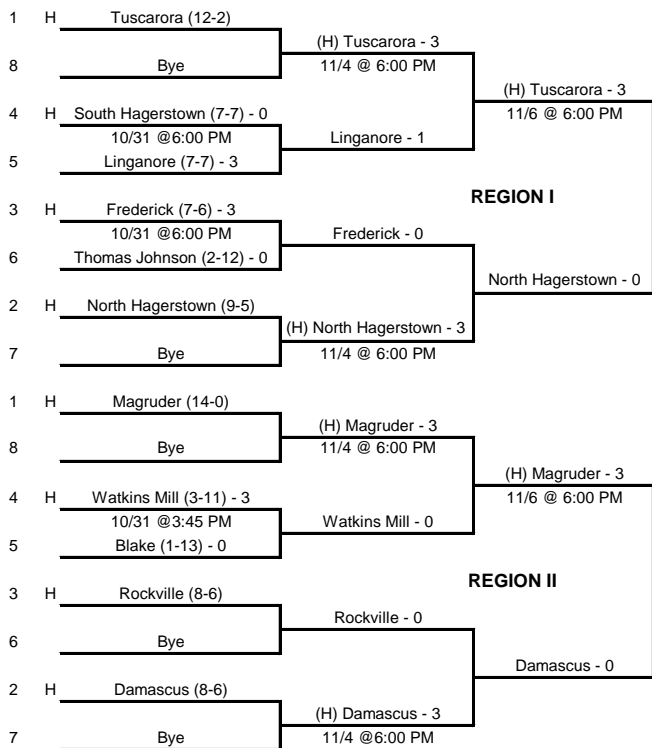 1 H Tuscarora (12-2)
(H) Tuscarora - 3
8 Bye 11/4 @ 6:00 PM
(H) Tuscarora - 3
4 H South Hagerstown (7-7) - 0 11/6 @ 6:00 PM
10/31 @6:00 PM Linganore - 1
5 Linganore (7-7) - 3
REGION I
3 H Frederick (7-6) - 3
10/31 @6:00 PM Frederick - 0
6 Thomas Johnson (2-12) - 0
North Hagerstown - 0
2 H North Hagerstown (9-5)
(H) North Hagerstown - 3
7 Bye 11/4 @ 6:00 PM
1 H Magruder (14-0)
(H) Magruder - 3
8 Bye 11/4 @ 6:00 PM
(H) Magruder - 3
4 H Watkins Mill (3-11) - 3 11/6 @ 6:00 PM
10/31 @3:45 PM Watkins Mill - 0
5 Blake (1-13) - 0
REGION II
3 H Rockville (8-6)
Rockville - 0
6 Bye
Damascus - 0
2 H Damascus (8-6)
(H) Damascus - 3
7 Bye 11/4 @6:00 PM